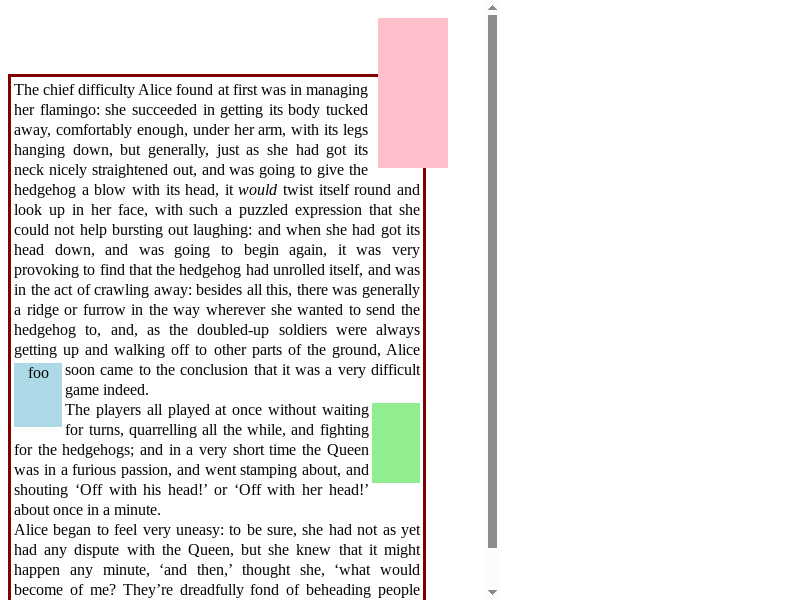 The chief difficulty Alice found at first was in managing
her flamingo: she succeeded in getting its body tucked
away, comfortably enough, under her arm, with its legs
hanging down, but generally, just as she had got its
neck nicely straightened out, and was going to give the
hedgehog a blow with its head, it would twist itself round and
look up in her face, with such a puzzled expression that she
could not help bursting out laughing: and when she had got its
head down, and was going to begin again, it was very
provoking to find that the hedgehog had unrolled itself, and was
in the act of crawling away: besides all this, there was generally
a ridge or furrow in the way wherever she wanted to send the
hedgehog to, and, as the doubled-up soldiers were always
getting up and walking off to other parts of the ground, Alice
foo
soon came to the conclusion that it was a very difficult
game indeed.
The players all played at once without waiting
for turns, quarrelling all the while, and fighting
for the hedgehogs; and in a very short time the Queen
was in a furious passion, and went stamping about, and
shouting ‘Off with his head!’ or ‘Off with her head!’
about once in a minute.
Alice began to feel very uneasy: to be sure, she had not as yet
had any dispute with the Queen, but she knew that it might
happen any minute, ‘and then,’ thought she, ‘what would
become of me? They’re dreadfully fond of beheading people